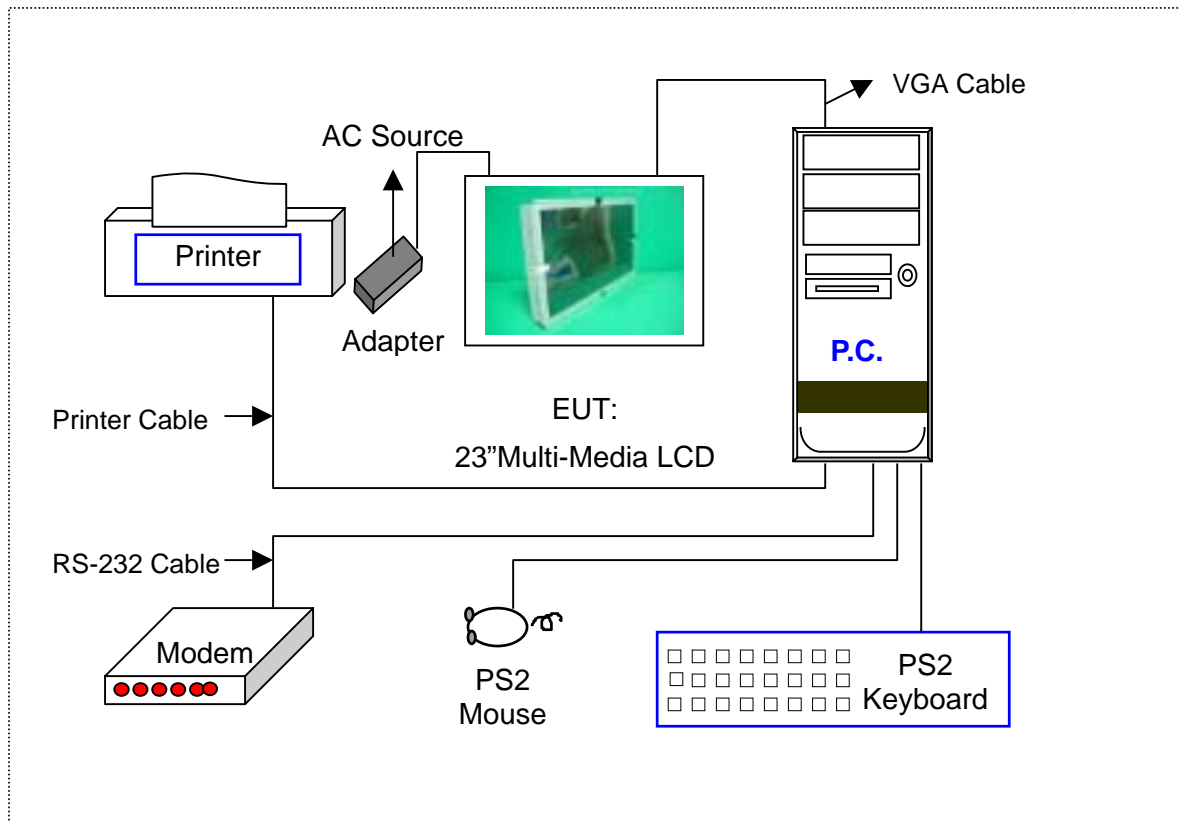 VGA Cable
AC Source
Printer
Adapter
P.C.
Printer Cable
EUT:
23”Multi-Media LCD
RS-232 Cable
Modem
PS2
Mouse
PS2
Keyboard